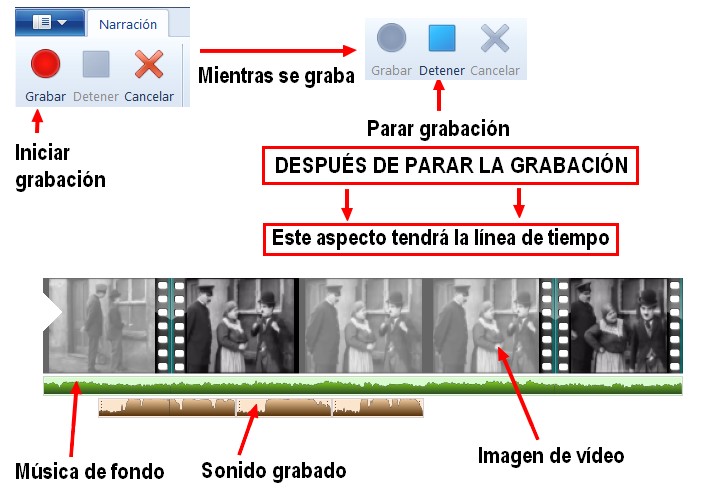 Narración
Grabar Detener Cancelar
Mientras se graba
Grabar Detener Cancelar
Iniciar
grabación
Parar grabación
DESPUÉS DE PARAR LA GRABACIÓN
Este aspecto tendrá la línea de tiempo
Música de fondo
Sonido grabado
Imagen de vídeo